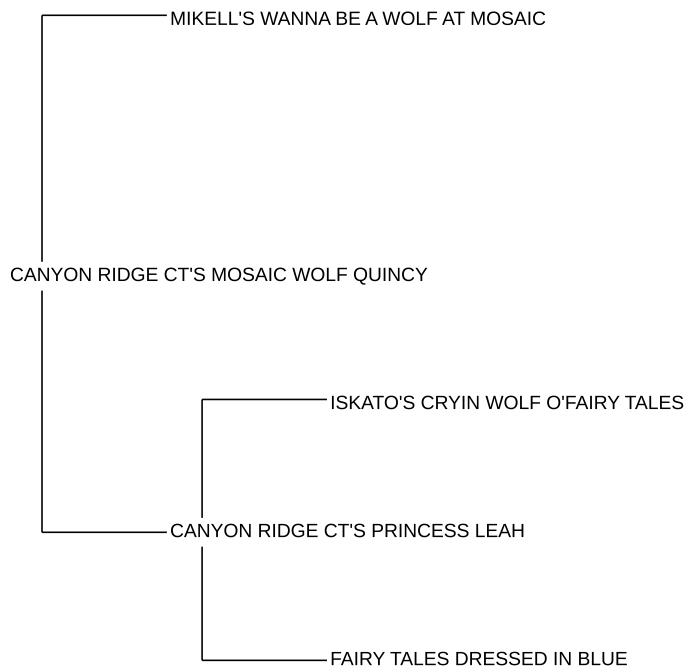 MIKELL'S WANNA BE A WOLF AT MOSAIC
CANYON RIDGE CT'S MOSAIC WOLF QUINCY
ISKATO'S CRYIN WOLF O'FAIRY TALES
CANYON RIDGE CT'S PRINCESS LEAH
FAIRY TALES DRESSED IN BLUE